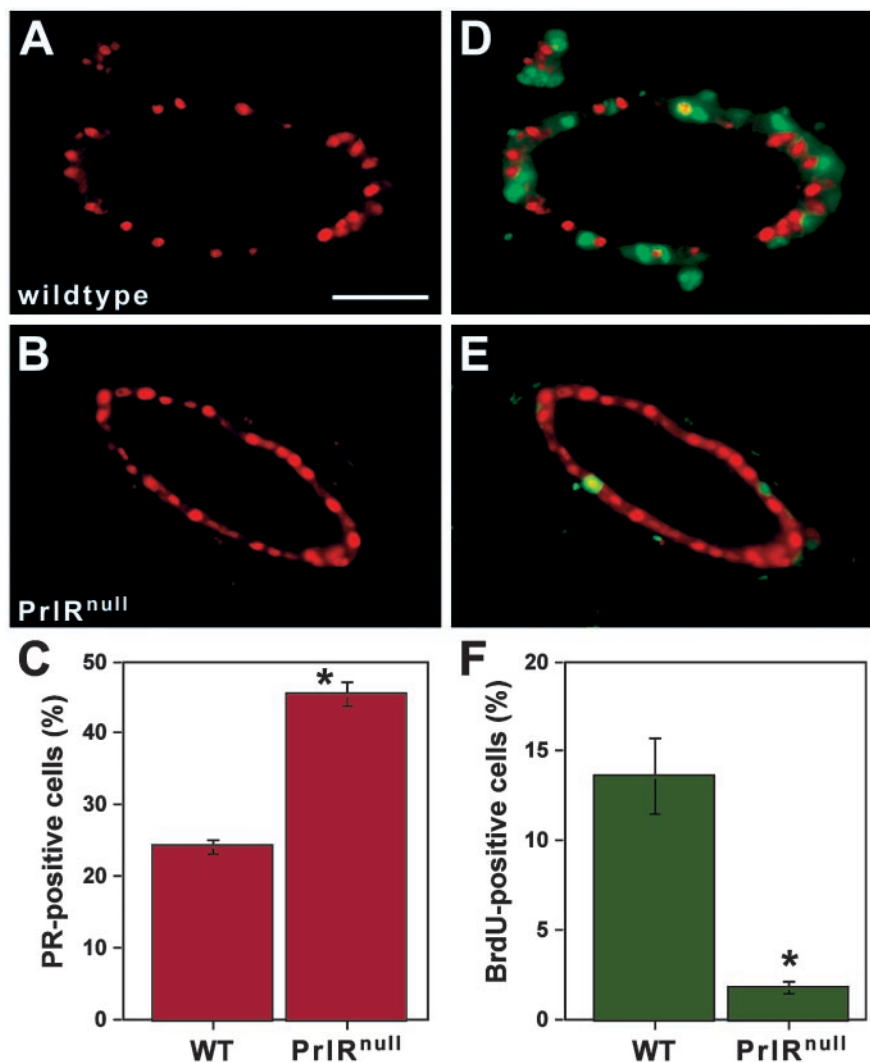 A
wildtype
D
B
PrlR^null
E
C
PR-positive cells (%)
50
40
30
20
10
0
WT
PrlR^null
*
F
BrdU-positive cells (%)
20
15
10
5
0
WT
PrlR^null
*